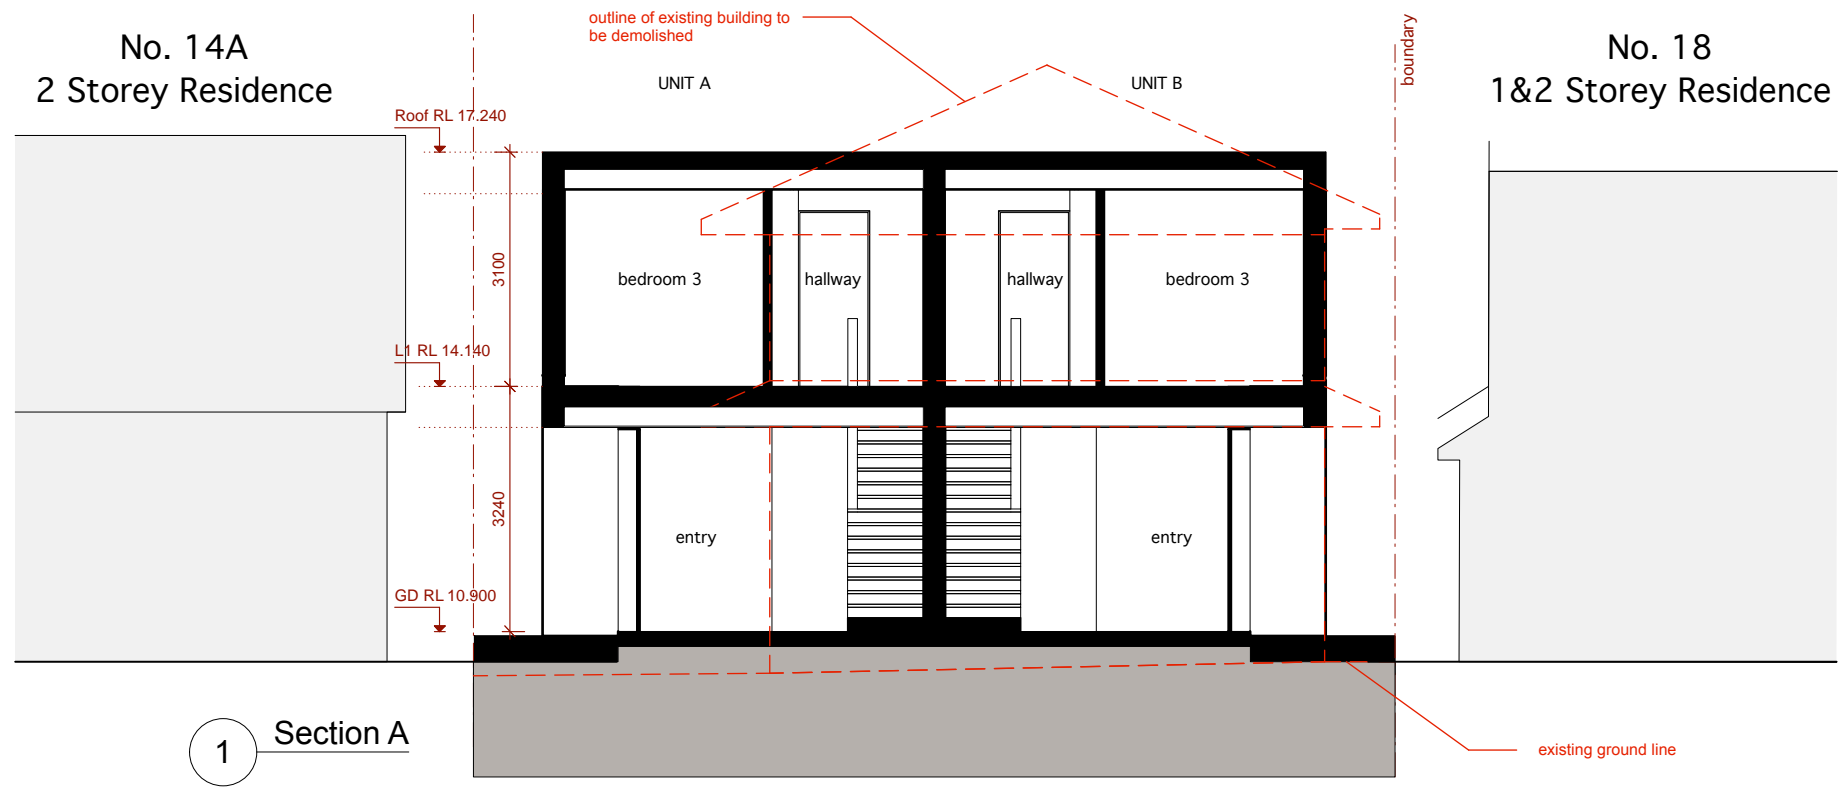 No. 14A
2 Storey Residence
outline of existing building to
be demolished
UNIT A
UNIT B
boundary
No. 18
1&2 Storey Residence
Roof RL 17.240
3100
bedroom 3
hallway
hallway
bedroom 3
L1 RL 14.140
3240
entry
entry
GD RL 10.900
1
Section A
existing ground line